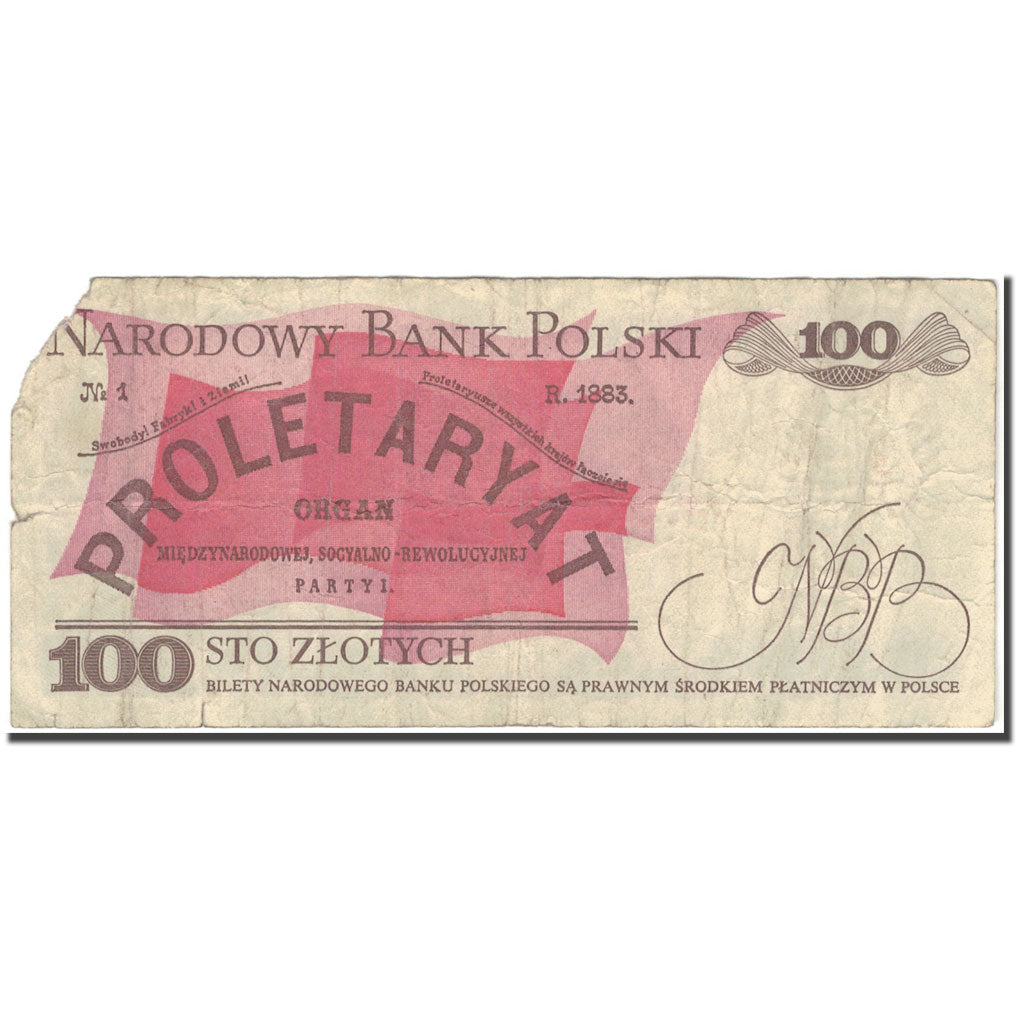 NARODOWY BANK POLSKI 100
№ 1 R. 1883.
Swobody! Fabryk! i Ziemi!
Proletaryusze wszystkich krajów łączcie się
PROLETARYAT
ORGAN
MIĘDZYNARODOWEJ, SOCYALNO-REWOLUCYJNEJ
PARTYI.
NBP
100 STO ZŁOTYCH
BILETY NARODOWEGO BANKU POLSKIEGO SĄ PRAWNYM ŚRODKIEM PŁATNICZYM W POLSCE